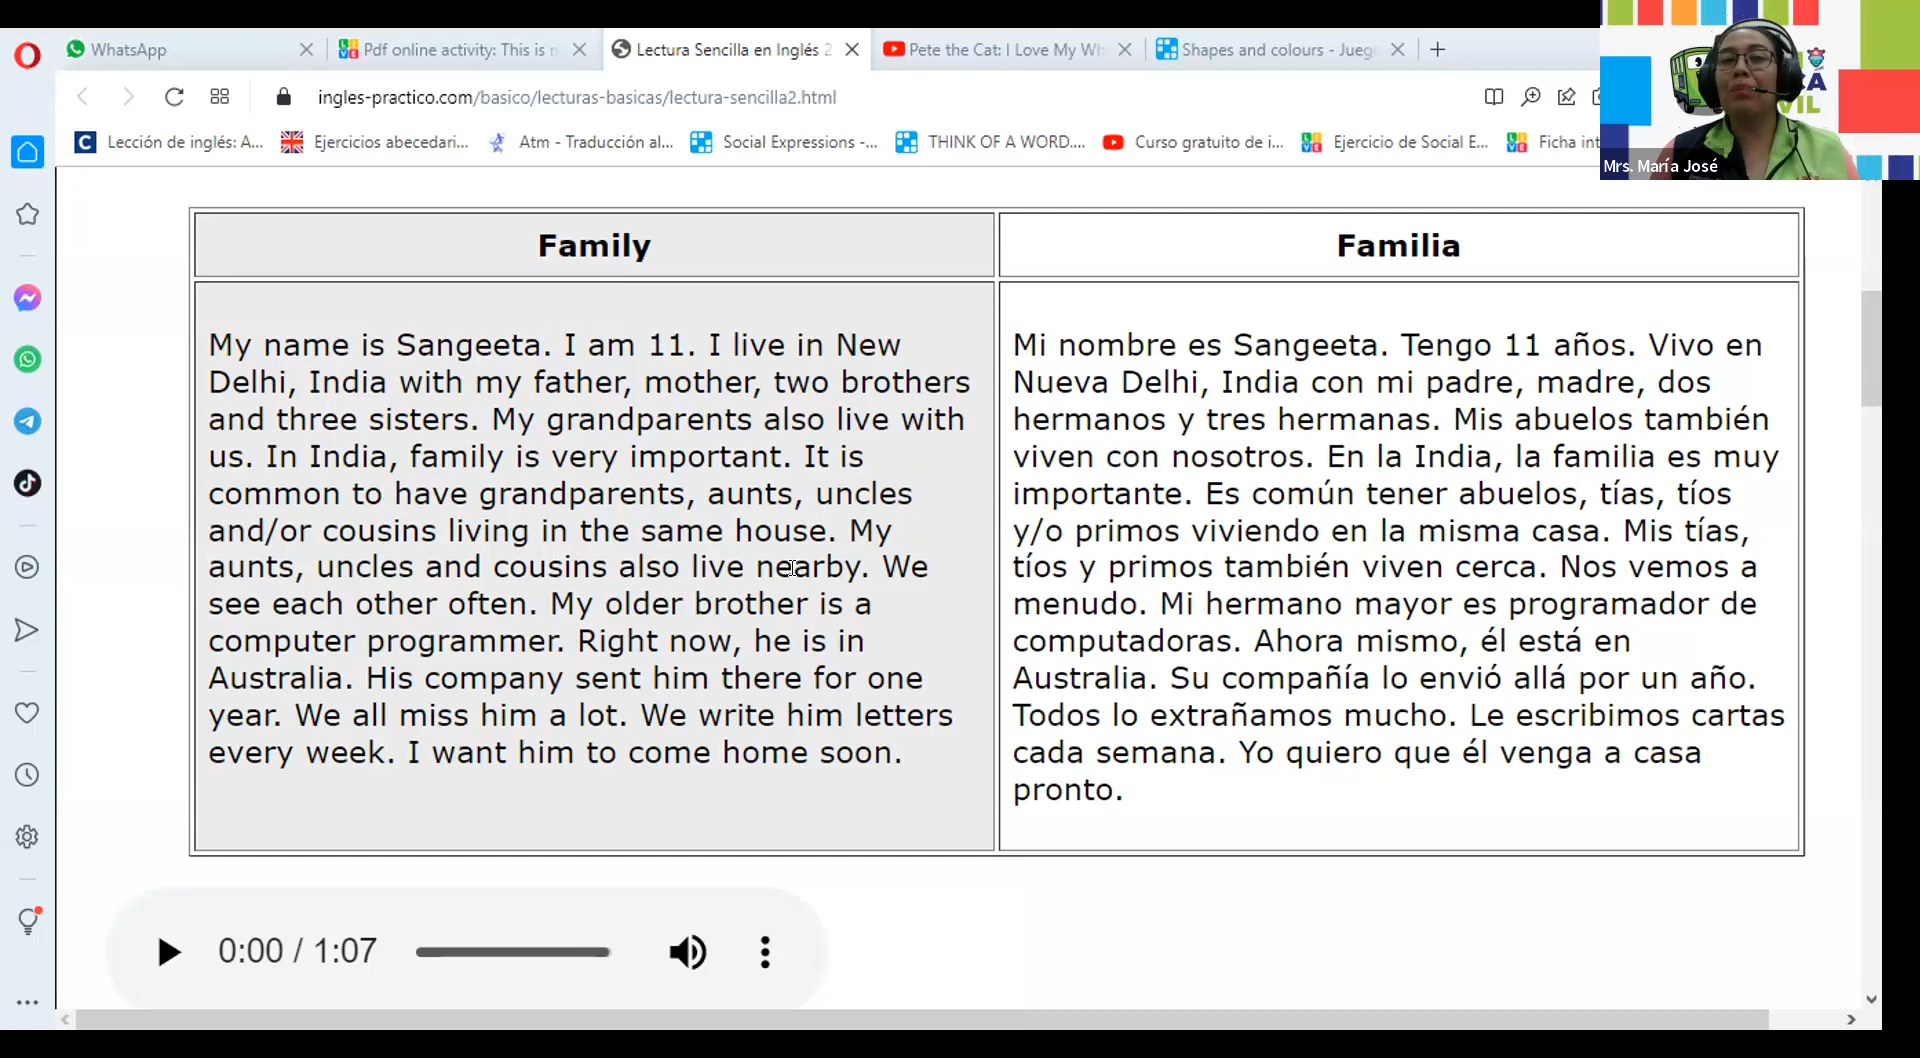 WhatsApp
Pdf online activity: This is
Lectura Sencilla en Inglés 2
Pete the Cat: I Love My Wh
Shapes and colours - Jueg
ingles-practico.com/basico/lecturas-basicas/lectura-sencilla2.html
Lección de inglés: A...
Ejercicios abecedari...
Atm - Traducción al...
Social Expressions -...
THINK OF A WORD....
Curso gratuito de i...
Ejercicio de Social E...
Ficha int
Mrs. María José
Family
My name is Sangeeta. I am 11. I live in New
Delhi, India with my father, mother, two brothers
and three sisters. My grandparents also live with
us. In India, family is very important. It is
common to have grandparents, aunts, uncles
and/or cousins living in the same house. My
aunts, uncles and cousins also live nearby. We
see each other often. My older brother is a
computer programmer. Right now, he is in
Australia. His company sent him there for one
year. We all miss him a lot. We write him letters
every week. I want him to come home soon.
Familia
Mi nombre es Sangeeta. Tengo 11 años. Vivo en
Nueva Delhi, India con mi padre, madre, dos
hermanos y tres hermanas. Mis abuelos también
viven con nosotros. En la India, la familia es muy
importante. Es común tener abuelos, tías, tíos
y/o primos viviendo en la misma casa. Mis tías,
tíos y primos también viven cerca. Nos vemos a
menudo. Mi hermano mayor es programador de
computadoras. Ahora mismo, él está en
Australia. Su compañía lo envió allá por un año.
Todos lo extrañamos mucho. Le escribimos cartas
cada semana. Yo quiero que él venga a casa
pronto.
0:00 / 1:07